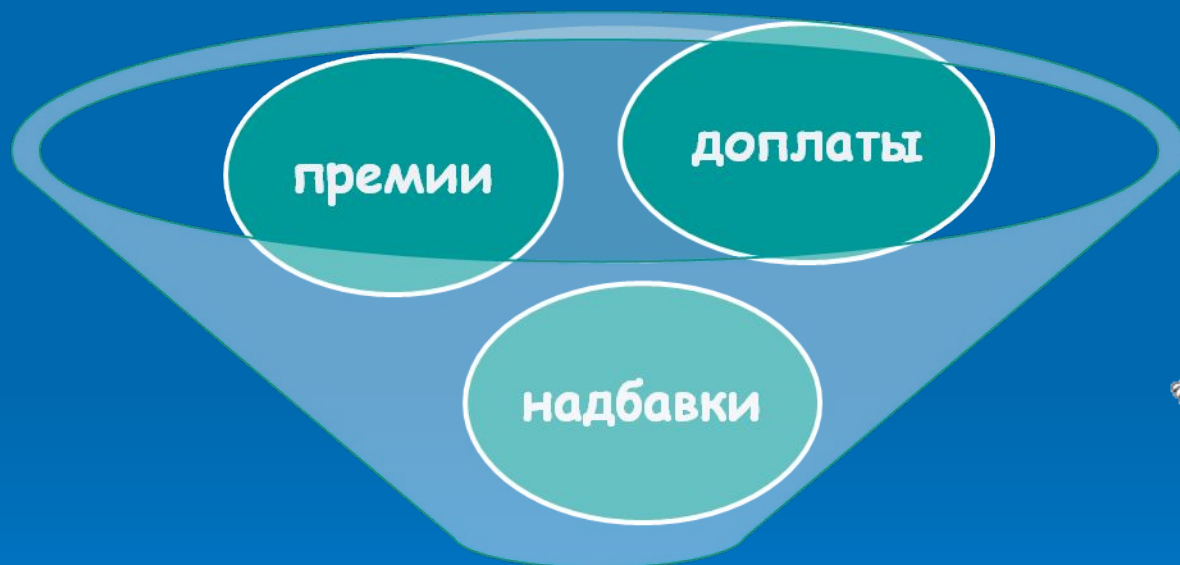 премии
доплаты
надбавки